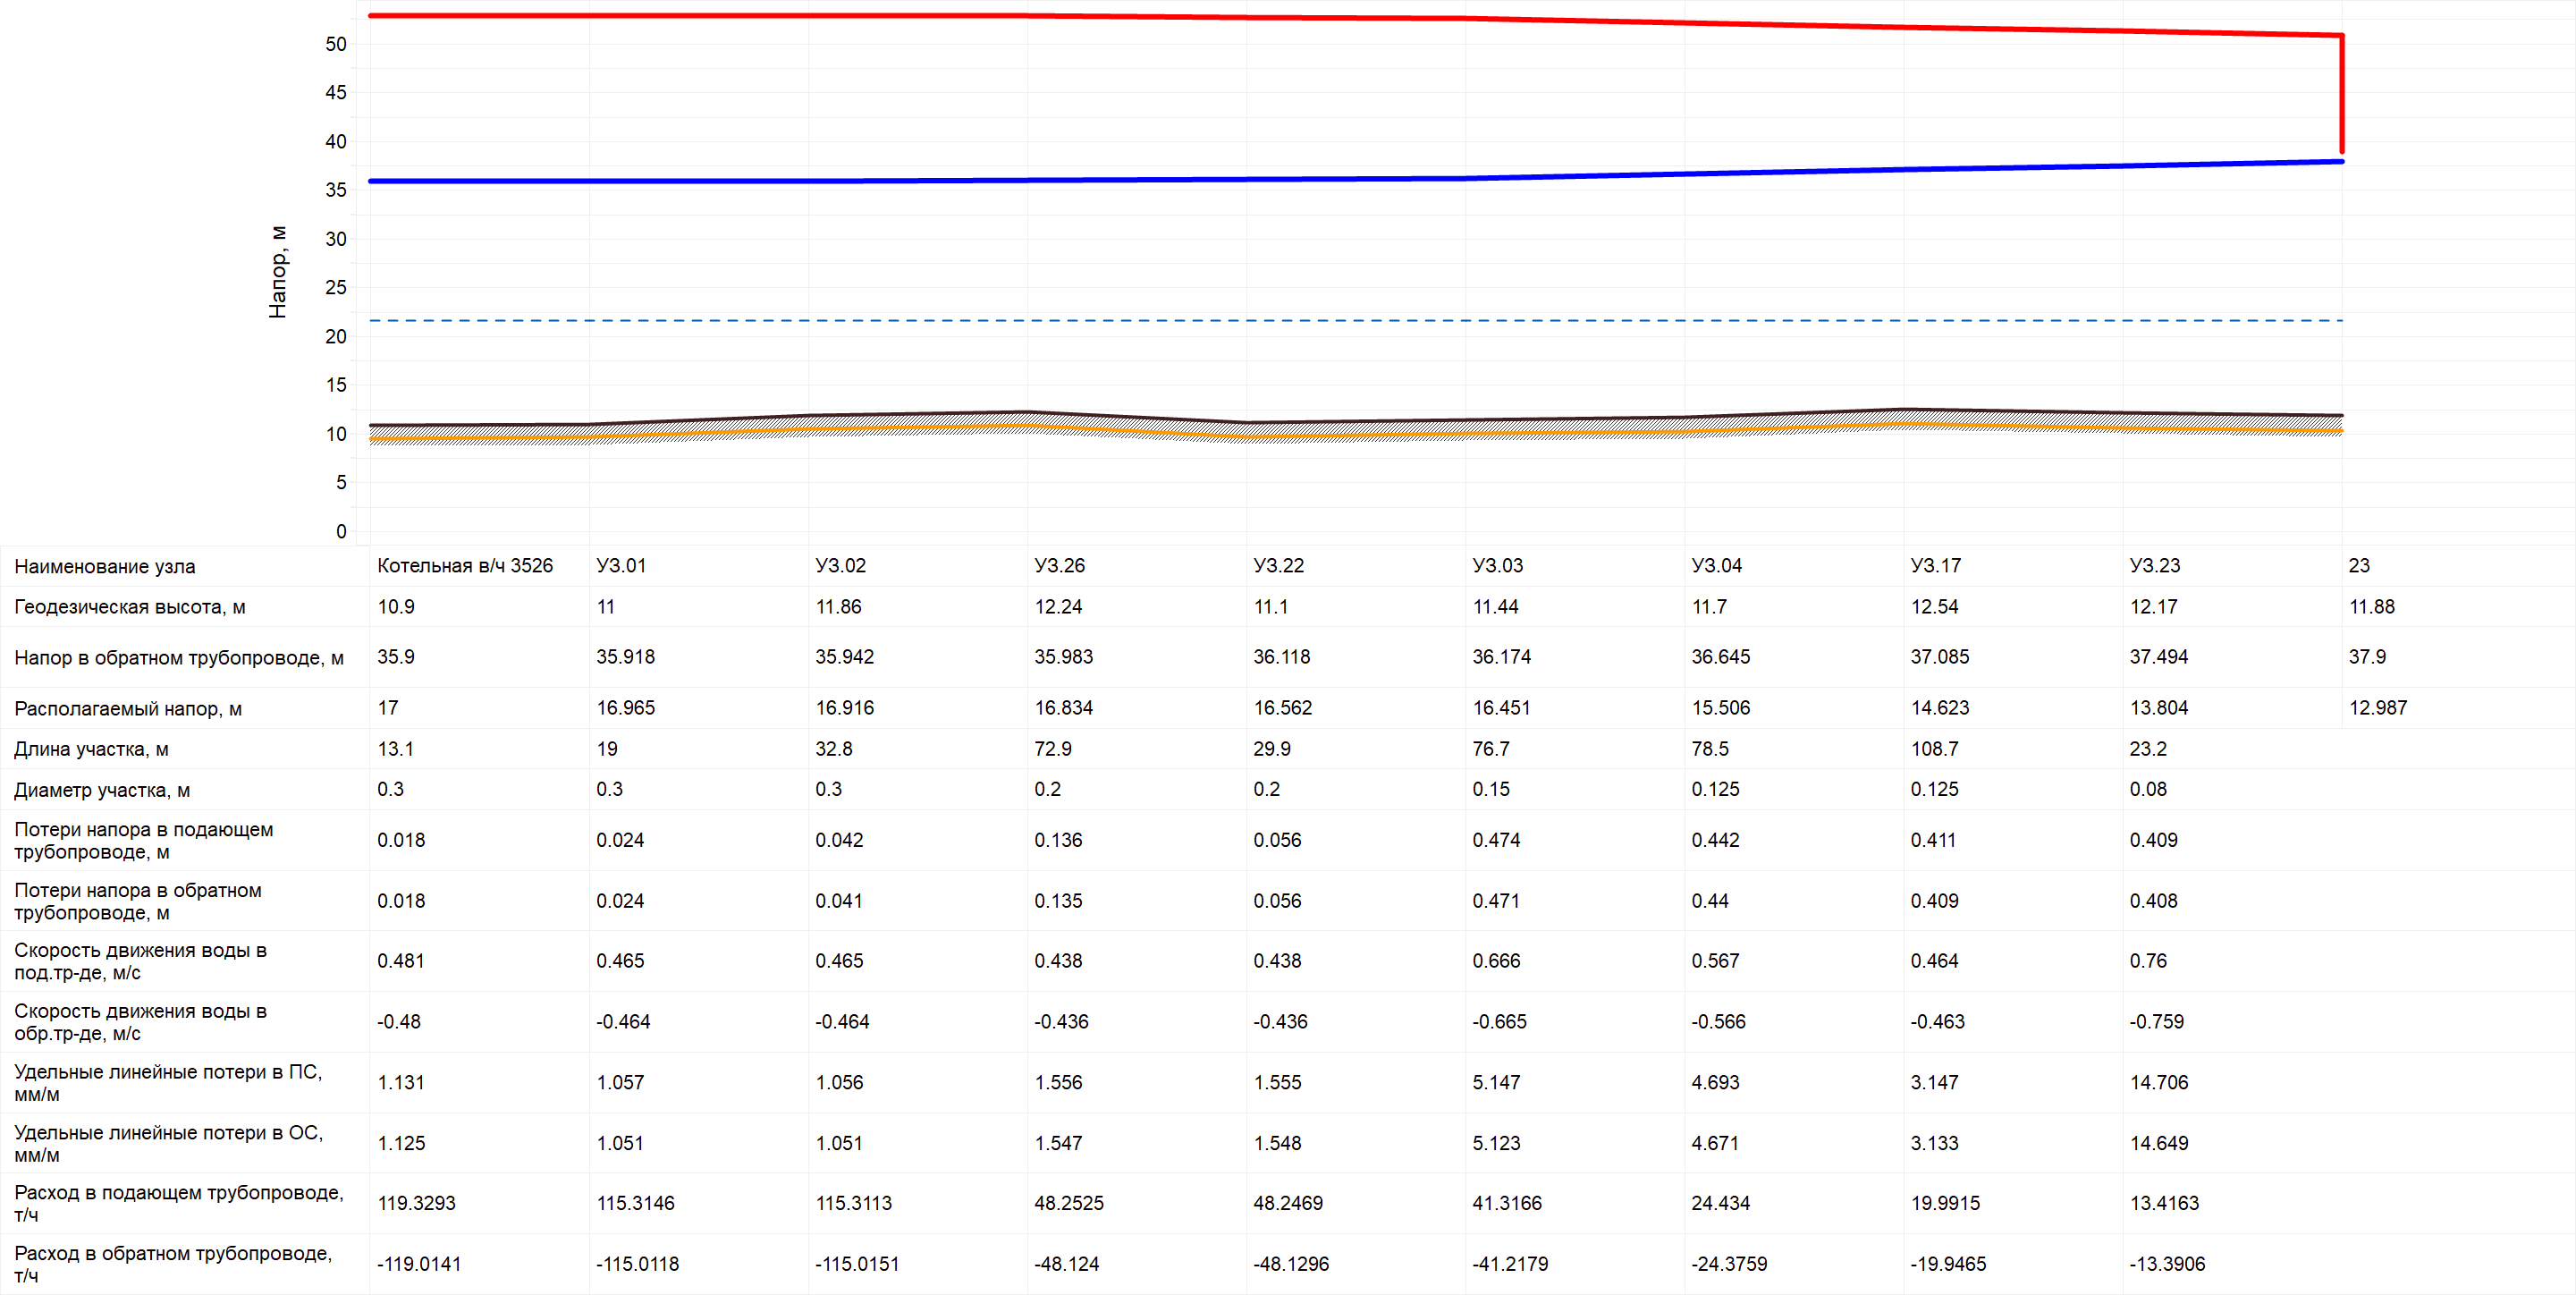 50
45
40
35
30
25
20
15
10
5
0
Напор, м
Наименование узла Котельная в/ч 3526 УЗ.01 УЗ.02 УЗ.26 УЗ.22 УЗ.03 УЗ.04 УЗ.17 УЗ.23 23
Геодезическая высота, м 10.9 11 11.86 12.24 11.1 11.44 11.7 12.54 12.17 11.88
Напор в обратном трубопроводе, м 35.9 35.918 35.942 35.983 36.118 36.174 36.645 37.085 37.494 37.9
Располагаемый напор, м 17 16.965 16.916 16.834 16.562 16.451 15.506 14.623 13.804 12.987
Длина участка, м 13.1 19 32.8 72.9 29.9 76.7 78.5 108.7 23.2
Диаметр участка, м 0.3 0.3 0.3 0.2 0.2 0.15 0.125 0.125 0.08
Потери напора в подающем
трубопроводе, м 0.018 0.024 0.042 0.136 0.056 0.474 0.442 0.411 0.409
Потери напора в обратном
трубопроводе, м 0.018 0.024 0.041 0.135 0.056 0.471 0.44 0.409 0.408
Скорость движения воды в
под.тр-де, м/с 0.481 0.465 0.465 0.438 0.438 0.666 0.567 0.464 0.76
Скорость движения воды в
обр.тр-де, м/с -0.48 -0.464 -0.464 -0.436 -0.436 -0.665 -0.566 -0.463 -0.759
Удельные линейные потери в ПС,
мм/м 1.131 1.057 1.056 1.556 1.555 5.147 4.693 3.147 14.706
Удельные линейные потери в ОС,
мм/м 1.125 1.051 1.051 1.547 1.548 5.123 4.671 3.133 14.649
Расход в подающем трубопроводе,
т/ч 119.3293 115.3146 115.3113 48.2525 48.2469 41.3166 24.434 19.9915 13.4163
Расход в обратном трубопроводе,
т/ч -119.0141 -115.0118 -115.0151 -48.124 -48.1296 -41.2179 -24.3759 -19.9465 -13.3906